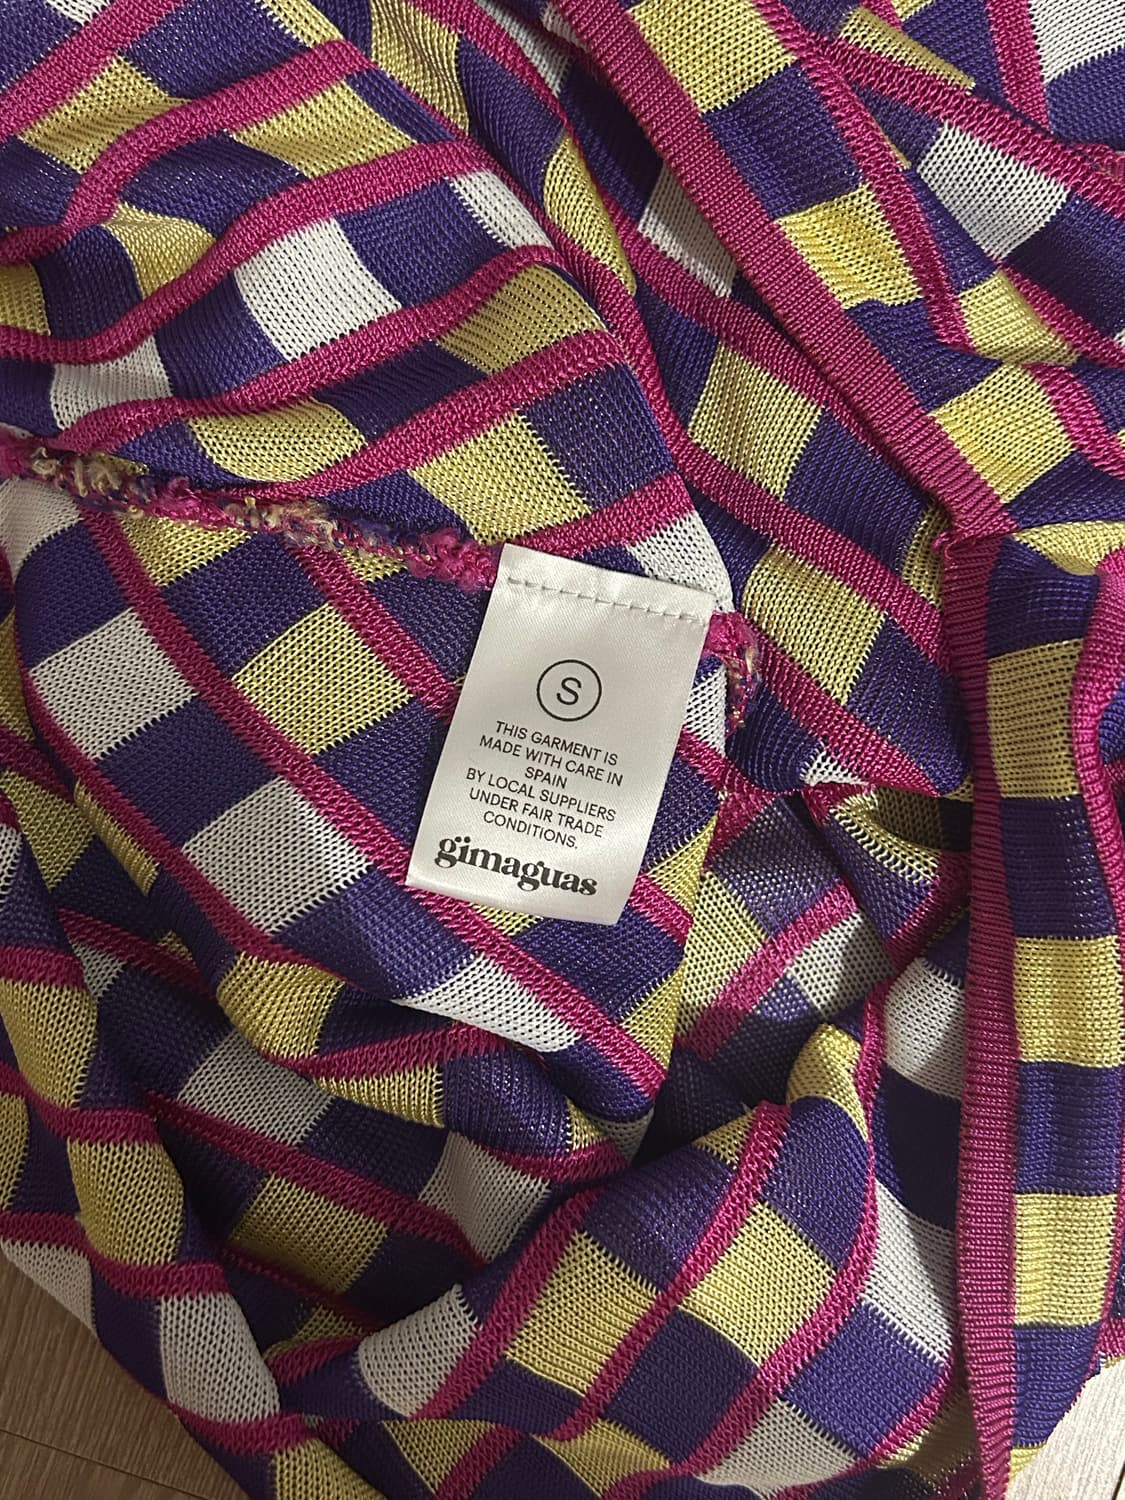 S
THIS GARMENT IS
MADE WITH CARE IN
SPAIN
BY LOCAL SUPPLIERS
UNDER FAIR TRADE
CONDITIONS.
gimaguas